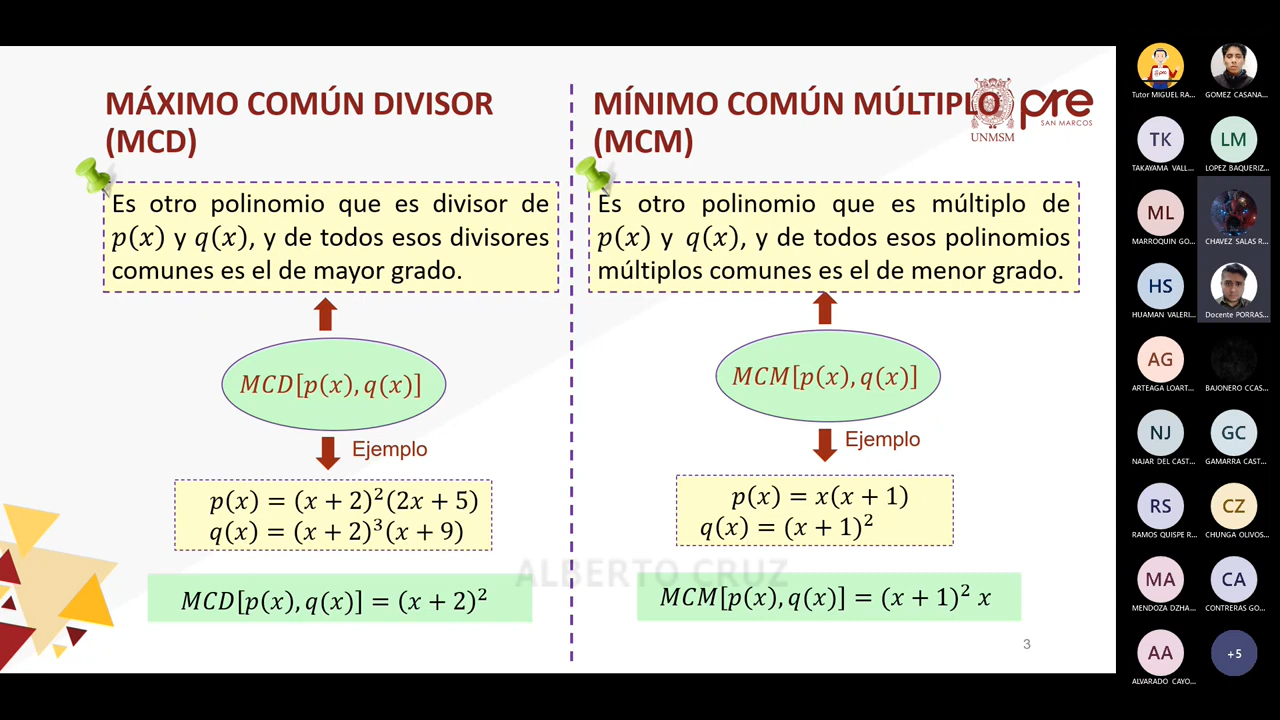 MÁXIMO COMÚN DIVISOR
(MCD)
Es otro polinomio que es divisor de
p(x) y q(x), y de todos esos divisores
comunes es el de mayor grado.
MCD[p(x), q(x)]
Ejemplo
p(x) = (x + 2)²(2x + 5)
q(x) = (x + 2)³(x + 9)
MCD[p(x), q(x)] = (x + 2)²
MÍNIMO COMÚN MÚLTIPLO
(MCM)
UNMSM
pre
SAN MARCOS
Es otro polinomio que es múltiplo de
p(x) y q(x), y de todos esos polinomios
múltiplos comunes es el de menor grado.
MCM[p(x), q(x)]
Ejemplo
p(x) = x(x + 1)
q(x) = (x + 1)²
MCM[p(x), q(x)] = (x + 1)² x
ALBERTO CRUZ
3
Tutor MIGUEL RA...
GOMEZ CASANA...
TK
TAKAYAMA VALL...
LM
LOPEZ BAQUERIZ...
ML
MARROQUIN GO...
CHAVEZ SALAS R...
HS
HUAMAN VALERI...
Docente PORRAS...
AG
ARTEAGA LOART...
BAJONERO CCAS...
NJ
NAJAR DEL CAST...
GC
GAMARRA CAST...
RS
RAMOS QUISPE R...
CZ
CHUNGA OLIVOS...
MA
MENDOZA DZHA...
CA
CONTRERAS GO...
AA
ALVARADO CAYO...
+5